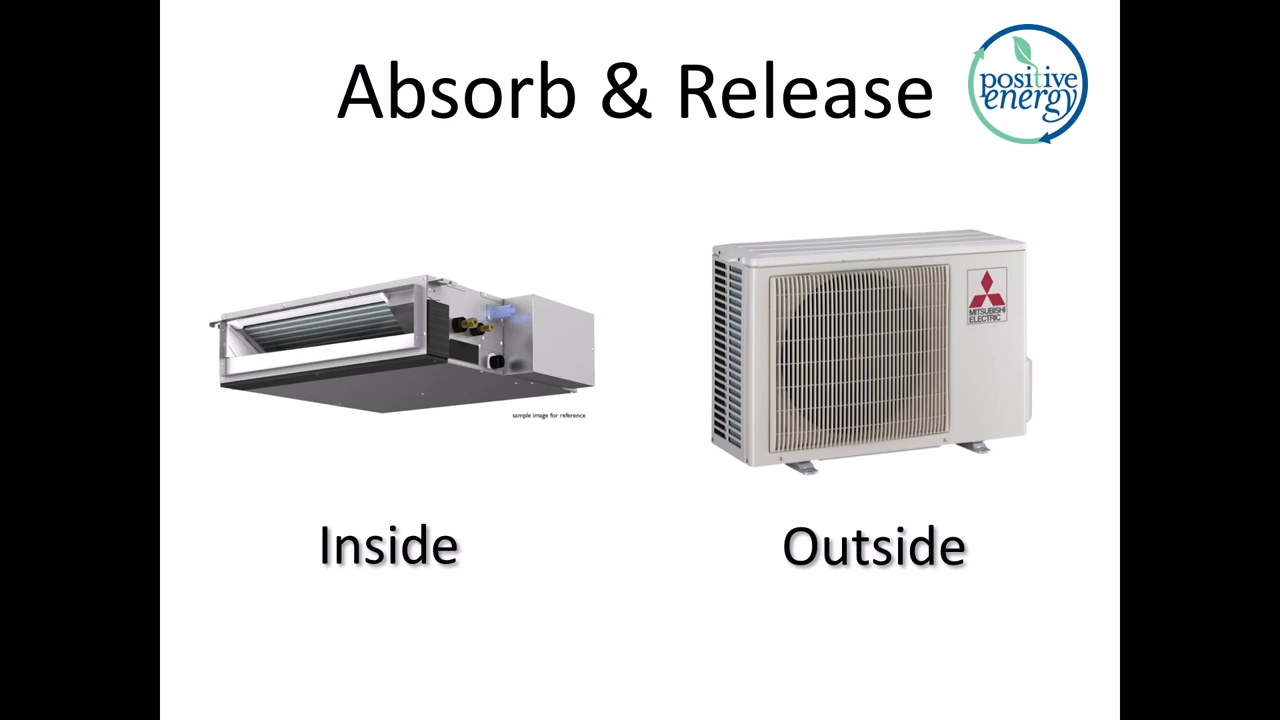 Absorb & Release
positive
energy
MITSUBISHI
ELECTRIC
sample image for reference
Inside
Outside